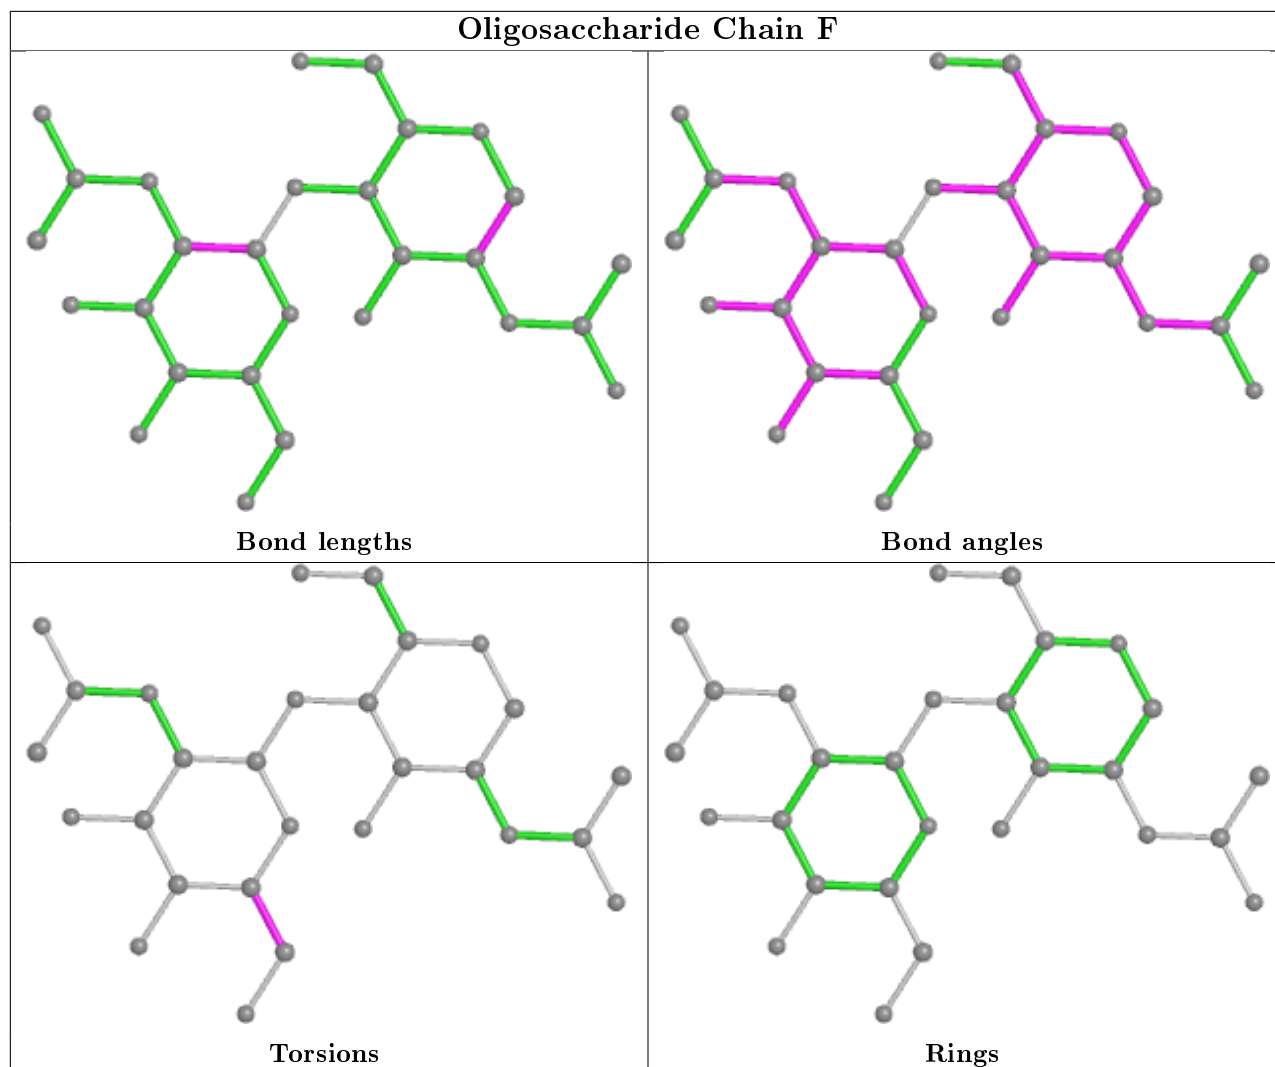 Oligosaccharide Chain F
Bond lengths
Bond angles
Torsions
Rings